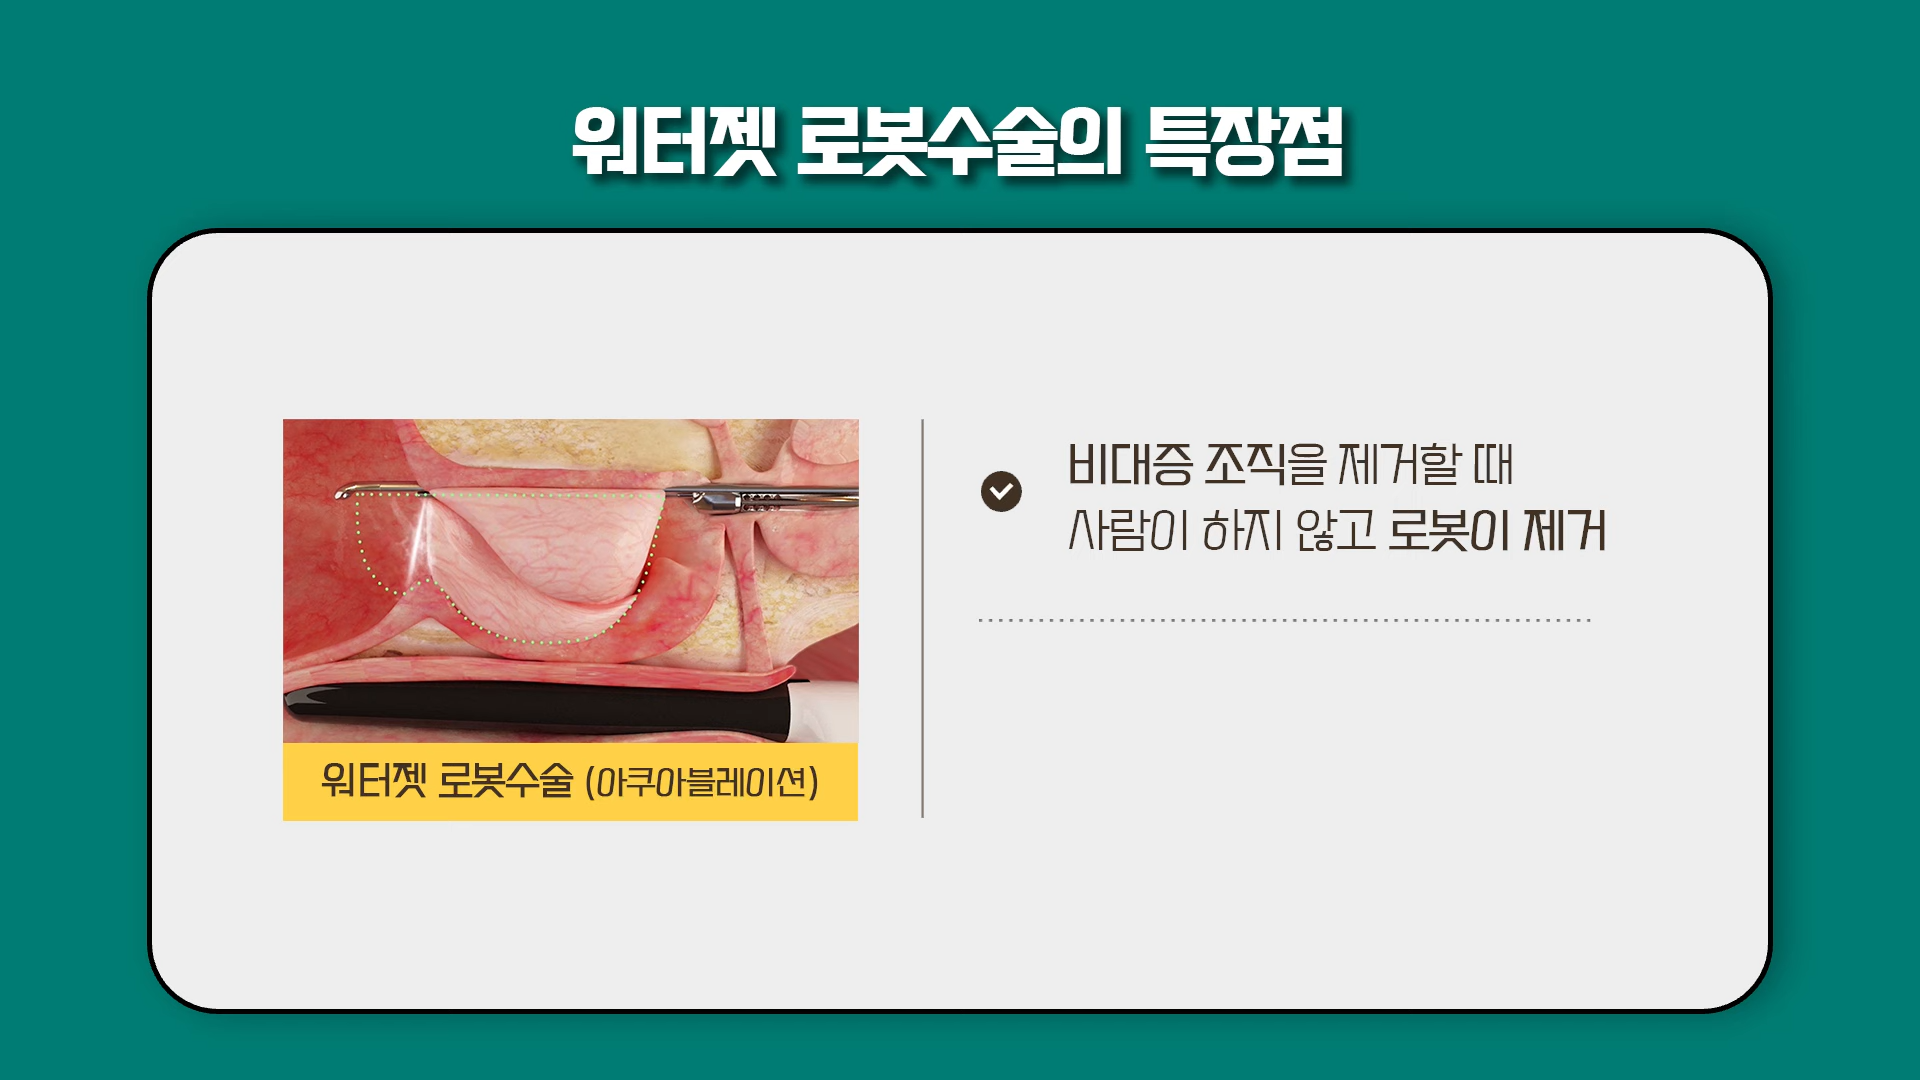 워터젯 로봇수술의 특장점
비대증 조직을 제거할 때
사람이 하지 않고 로봇이 제거
워터젯 로봇수술 (아쿠아블레이션)